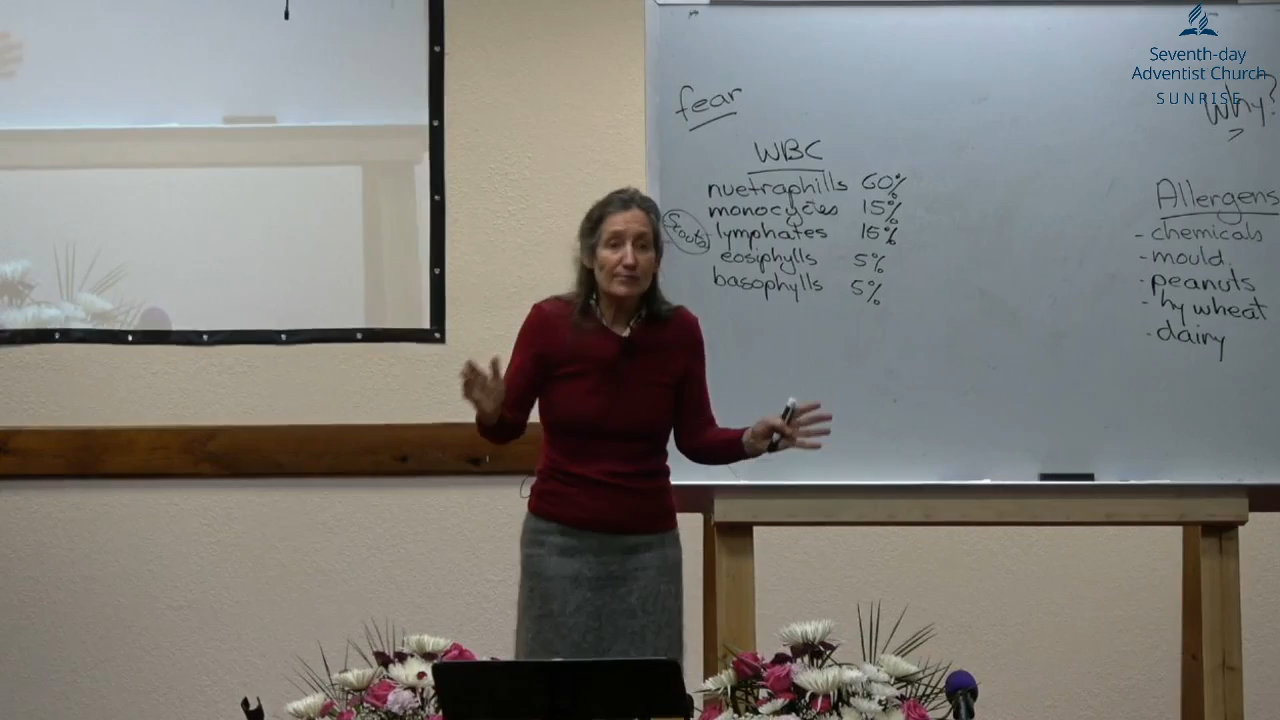 Seventh-day
Adventist Church
SUNRISE
fear
Why?
WBC
nuetraphills 60%
monocytes 15%
Scouts
lymphates 15%
eosiphylls 5%
basophylls 5%
Allergens
- chemicals
- mould
- peanuts
- hy wheat
- dairy